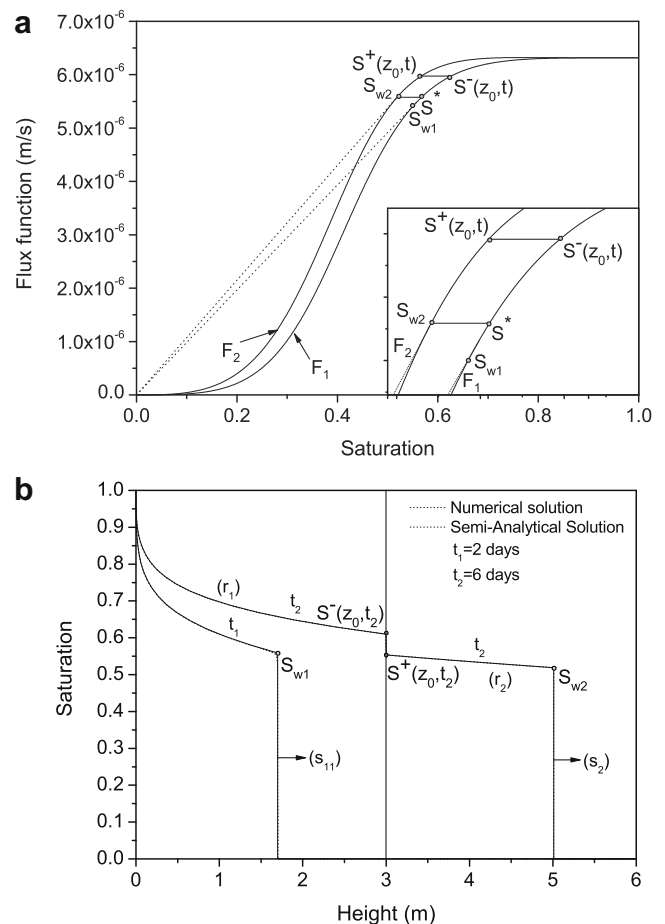 a
7.0x10⁻⁶
6.0x10⁻⁶
5.0x10⁻⁶
4.0x10⁻⁶
3.0x10⁻⁶
2.0x10⁻⁶
1.0x10⁻⁶
0.0
Flux function (m/s)
S⁺(z₀,t)
S⁻(z₀,t)
S_w2
S*
S_w1
F₂
F₁
S⁺(z₀,t)
S⁻(z₀,t)
S_w2
S*
F₂
S_w1
F₁
0.0 0.2 0.4 0.6 0.8 1.0
Saturation
b
1.0
0.9
0.8
0.7
0.6
0.5
0.4
0.3
0.2
0.1
0.0
Saturation
Numerical solution
Semi-Analytical Solution
t₁=2 days
t₂=6 days
(r₁)
t₂
S⁻(z₀,t₂)
t₁
S_w1
t₂
S⁺(z₀,t₂)
(r₂)
S_w2
(s₁₁)
(s₂)
0 1 2 3 4 5 6
Height (m)